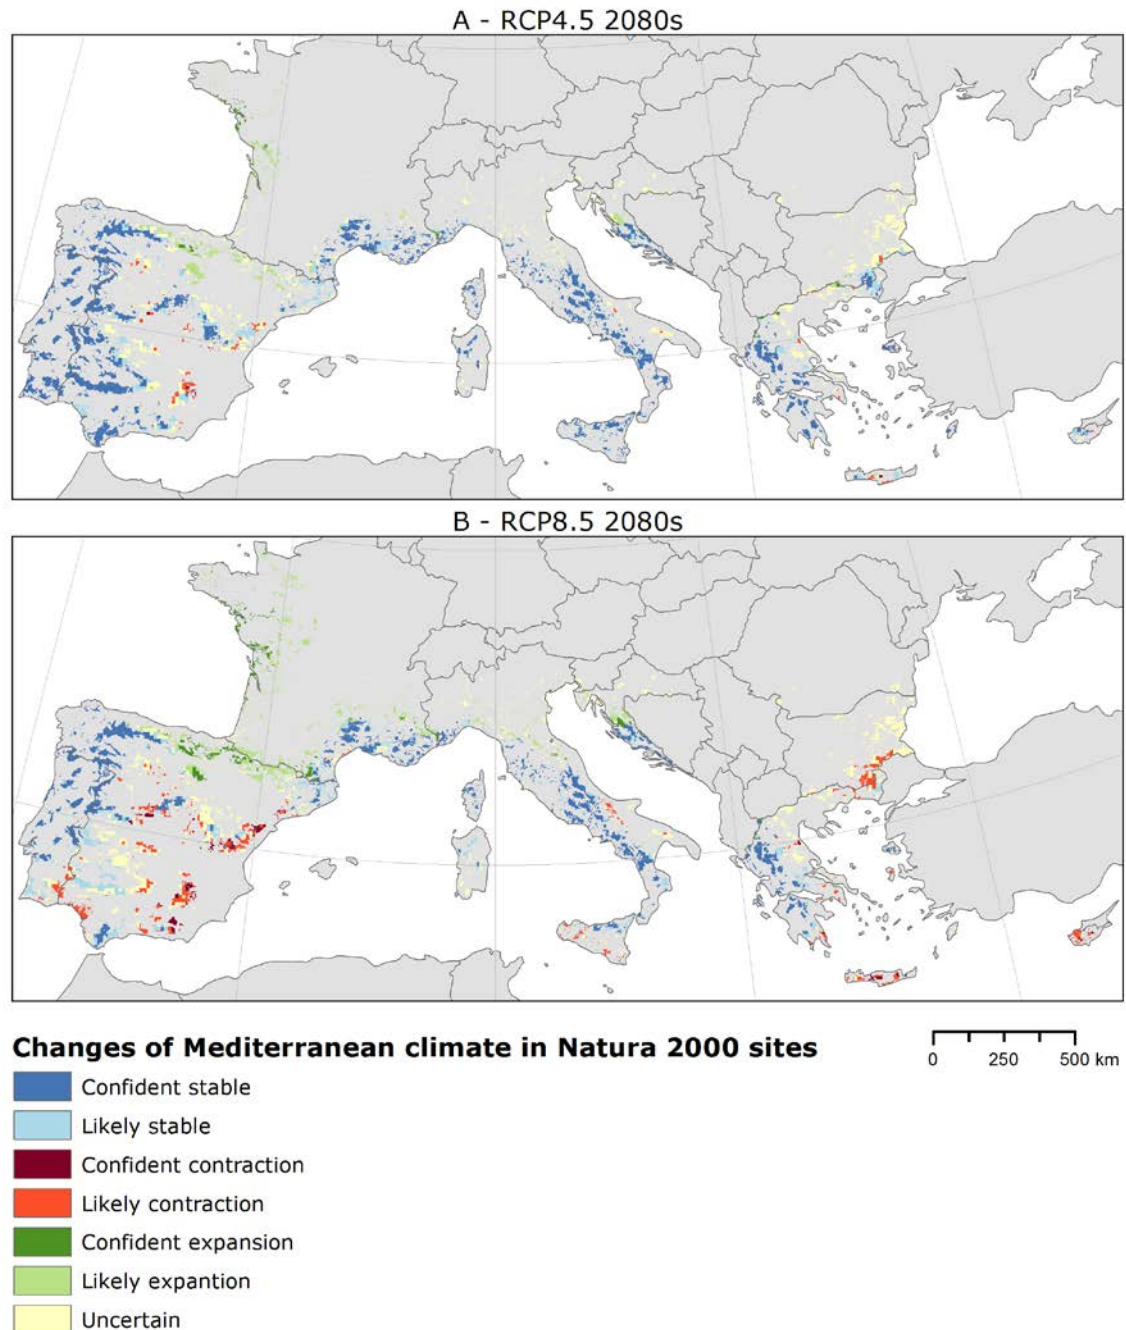 A - RCP4.5 2080s
B - RCP8.5 2080s
Changes of Mediterranean climate in Natura 2000 sites
0 250 500 km
Confident stable
Likely stable
Confident contraction
Likely contraction
Confident expansion
Likely expantion
Uncertain